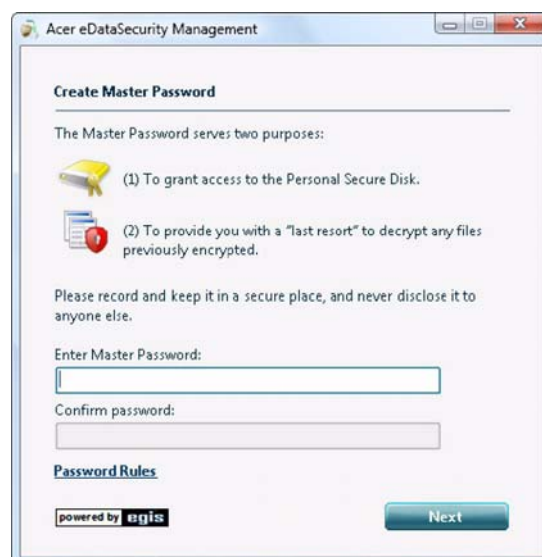 Acer eDataSecurity Management
Create Master Password
The Master Password serves two purposes:
(1) To grant access to the Personal Secure Disk.
(2) To provide you with a "last resort" to decrypt any files
previously encrypted.
Please record and keep it in a secure place, and never disclose it to
anyone else.
Enter Master Password:
Confirm password:
Password Rules
powered by egis
Next